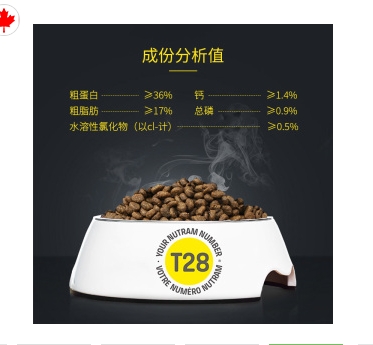 成份分析值
粗蛋白 ≥36% 钙 ≥1.4%
粗脂肪 ≥17% 总磷 ≥0.9%
水溶性氯化物（以cl-计） ≥0.5%
YOUR NUTRAM NUMBER
T28
VOTRE NUMÉRO NUTRAM